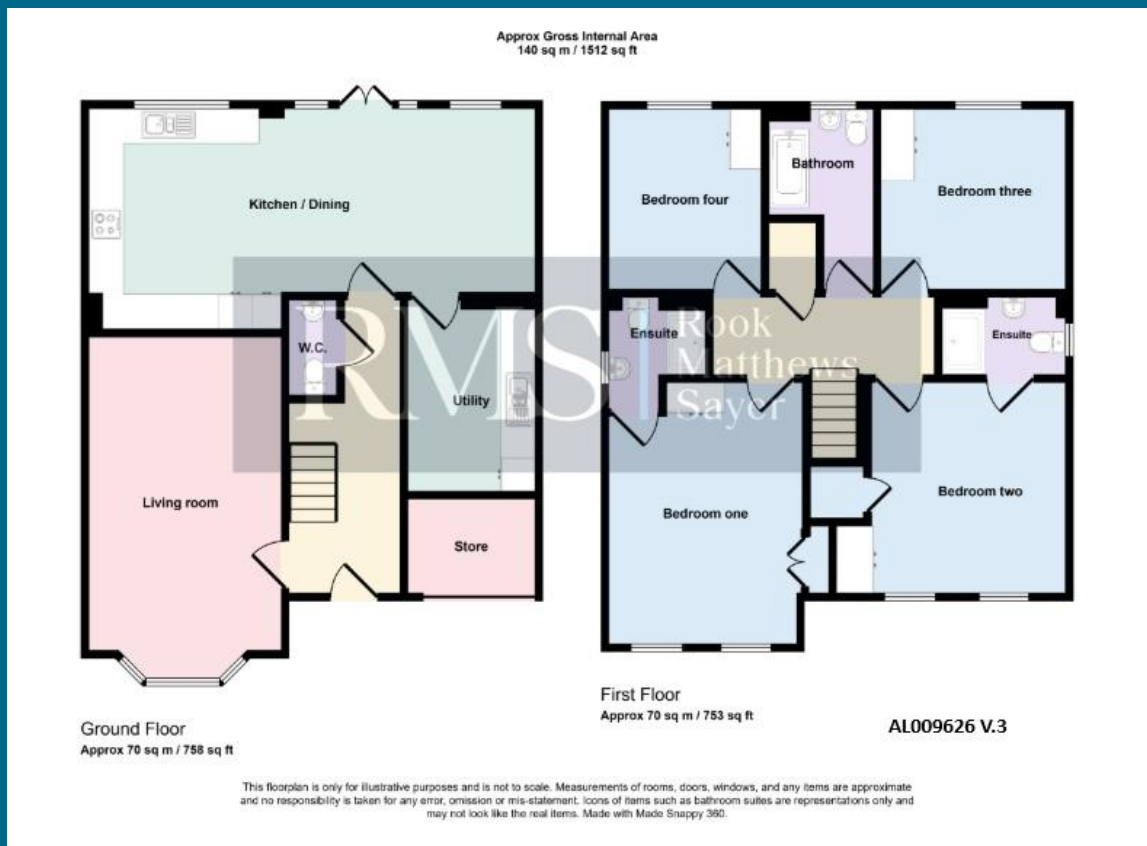 Approx Gross Internal Area
140 sq m / 1512 sq ft
Kitchen / Dining
W.C.
Utility
Living room
Store
Bedroom four
Bathroom
Bedroom three
Ensuite
Ensuite
Bedroom one
Bedroom two
RMS
Rook
Matthews
Sayer
Ground Floor
Approx 70 sq m / 758 sq ft
First Floor
Approx 70 sq m / 753 sq ft
AL009626 V.3
This floorplan is only for illustrative purposes and is not to scale. Measurements of rooms, doors, windows, and any items are approximate
and no responsibility is taken for any error, omission or mis-statement. Icons of items such as bathroom suites are representations only and
may not look like the real items. Made with Made Snappy 360.